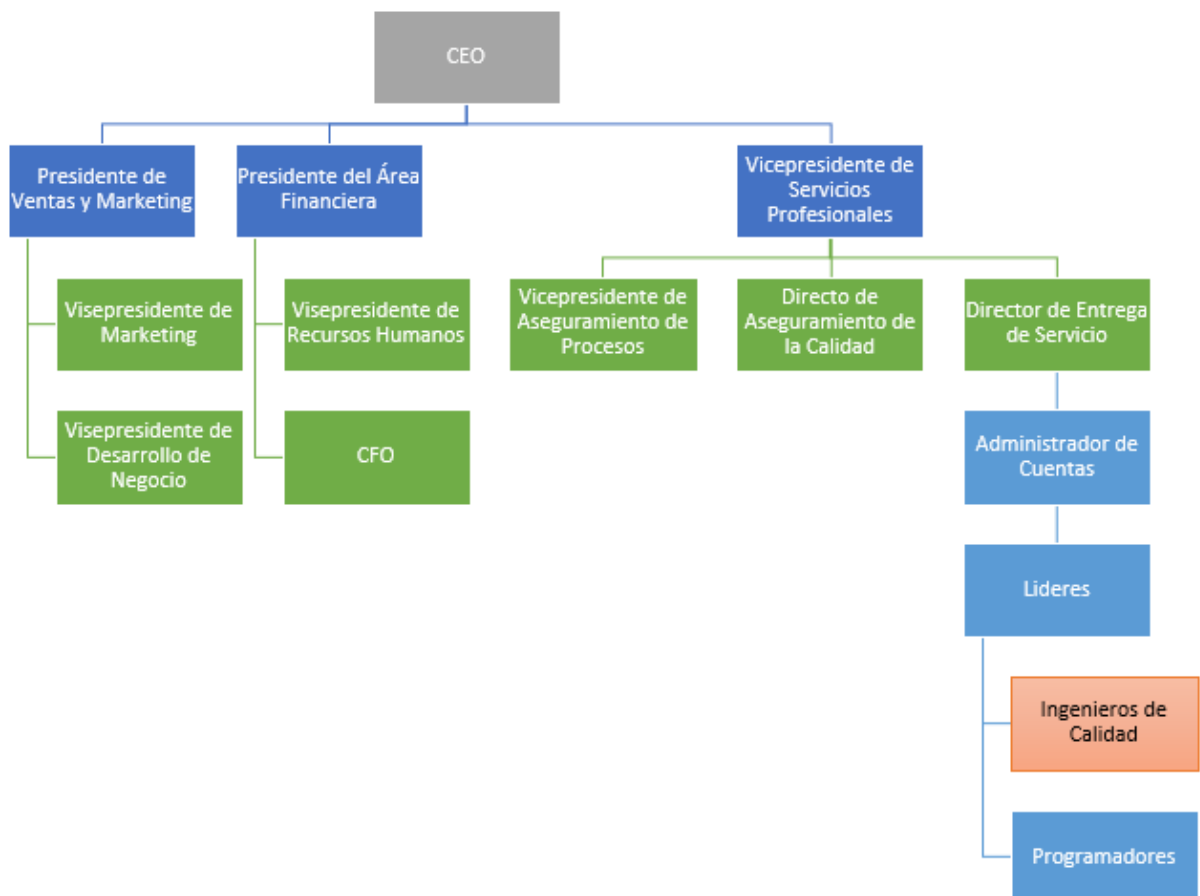 CEO
Presidente de
Ventas y Marketing
Presidente del Área
Financiera
Vicepresidente de
Servicios
Profesionales
Visepresidente de
Marketing
Visepresidente de
Recursos Humanos
Vicepresidente de
Aseguramiento de
Procesos
Directo de
Aseguramiento de
la Calidad
Director de Entrega
de Servicio
Visepresidente de
Desarrollo de
Negocio
CFO
Administrador de
Cuentas
Lideres
Ingenieros de
Calidad
Programadores